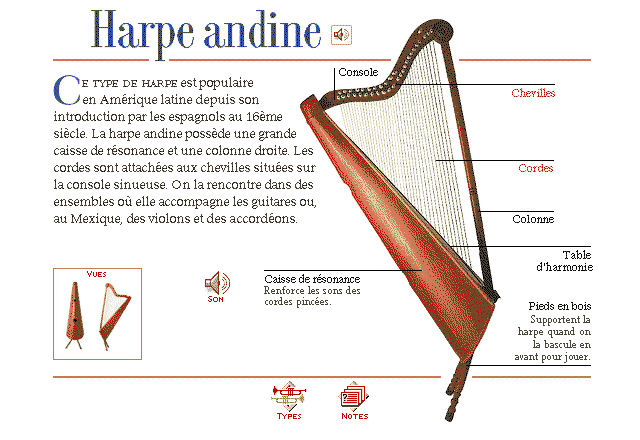 Harpe andine
CE TYPE DE HARPE est populaire
en Amérique latine depuis son
introduction par les espagnols au 16ème
siècle. La harpe andine possède une grande
caisse de résonance et une colonne droite. Les
cordes sont attachées aux chevilles situées sur
la console sinueuse. On la rencontre dans des
ensembles où elle accompagne les guitares ou,
au Mexique, des violons et des accordéons.
Console
Chevilles
Cordes
Colonne
Table
d'harmonie
Caisse de résonance
Renforce les sons des
cordes pincées.
Pieds en bois
Supportent la
harpe quand on
la bascule en
avant pour jouer.
VUES
SON
TYPES
NOTES